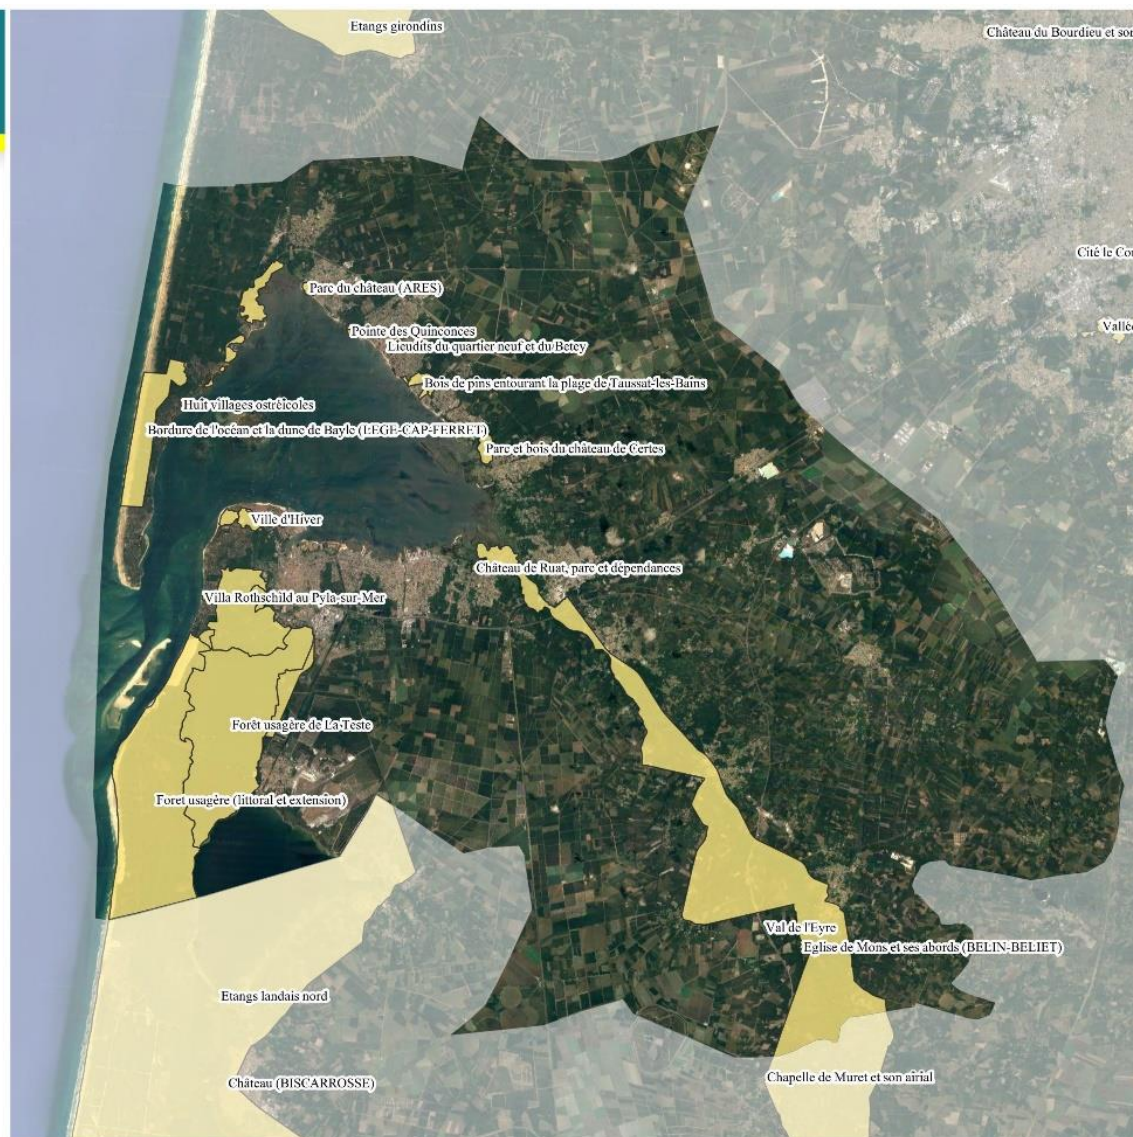 Etangs girondins
Château du Bourdieu et son
Cité le Cou
Parc du château (ARES)
Vallée
Pointe des Quinconces
Lieudits du quartier neuf et du Betey
Bois de pins entourant la plage de Taussat-les-Bains
Huit villages ostréicoles
Bordure de l'océan et la dune de Bayle (LEGE-CAP-FERRET)
Parc et bois du château de Certes
Ville d'Hiver
Château de Ruat, parc et dépendances
Villa Rothschild au Pyla-sur-Mer
Forêt usagère de La Teste
Foret usagère (littoral et extension)
Val de l'Eyre
Eglise de Mons et ses abords (BELIN-BELIET)
Etangs landais nord
Château (BISCARROSSE)
Chapelle de Muret et son airial